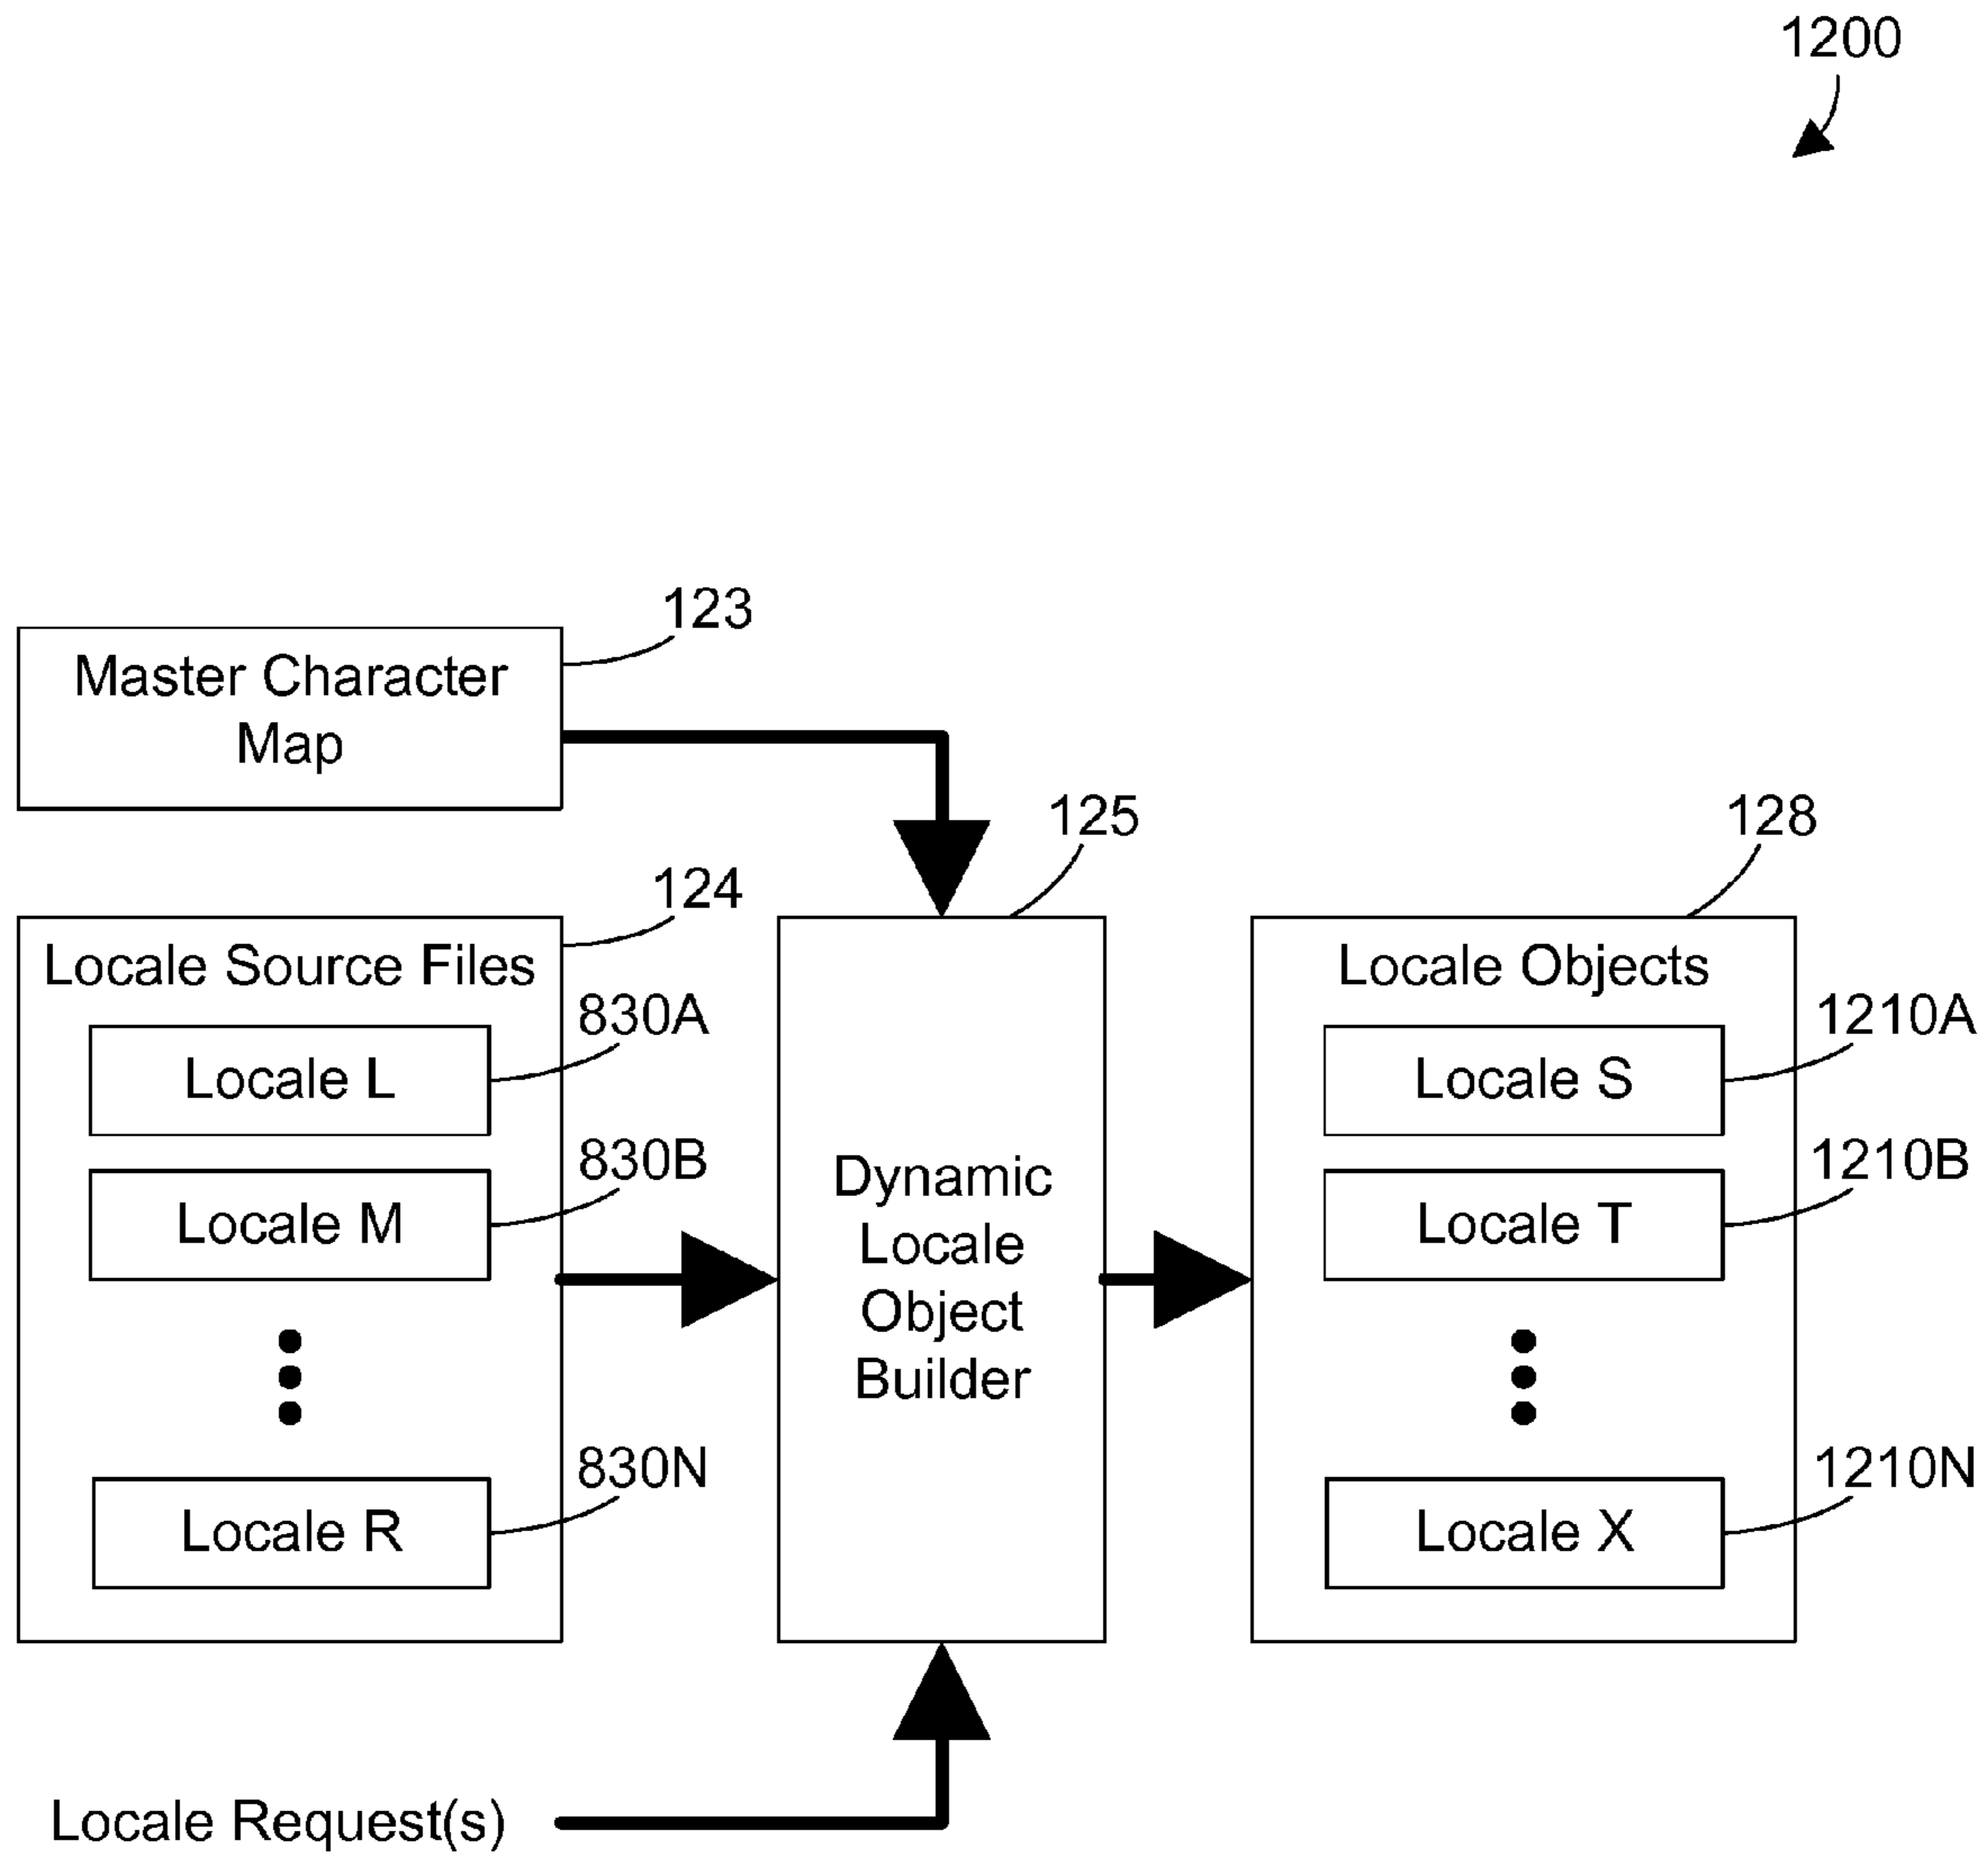 1200
123
Master Character
Map
125
128
124
Locale Source Files
830A
Locale L
830B
Locale M
830N
Locale R
Dynamic
Locale
Object
Builder
Locale Objects
1210A
Locale S
1210B
Locale T
1210N
Locale X
Locale Request(s)